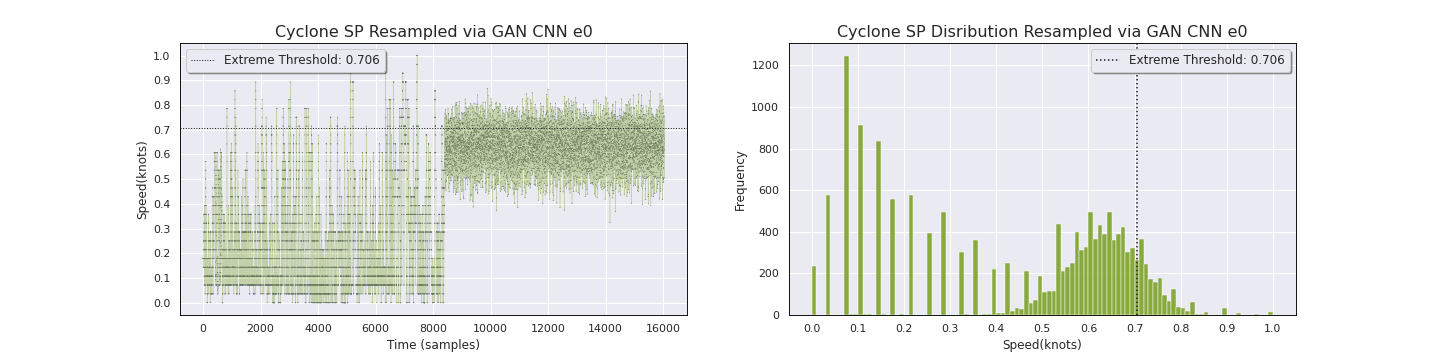 Cyclone SP Resampled via GAN CNN e0
Extreme Threshold: 0.706
1.0
0.9
0.8
0.7
0.6
0.5
0.4
0.3
0.2
0.1
0.0
Speed(knots)
0 2000 4000 6000 8000 10000 12000 14000 16000
Time (samples)
Cyclone SP Disribution Resampled via GAN CNN e0
Extreme Threshold: 0.706
1200
1000
800
600
400
200
0
Frequency
0.0 0.1 0.2 0.3 0.4 0.5 0.6 0.7 0.8 0.9 1.0
Speed(knots)